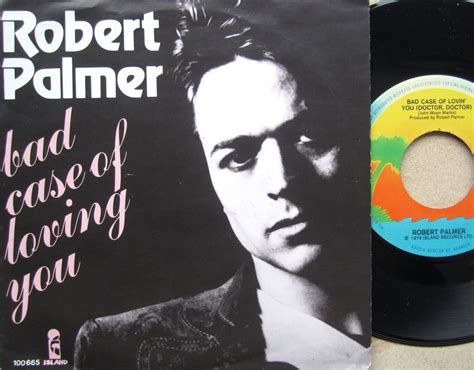 Robert
Palmer
bad
case of
loving
you
100665
ISLAND
BAD CASE OF LOVIN'
YOU (DOCTOR, DOCTOR)
(John Moon Martin)
Produced by Robert Palmer
ROBERT PALMER
℗ 1979 ISLAND RECORDS LTD.